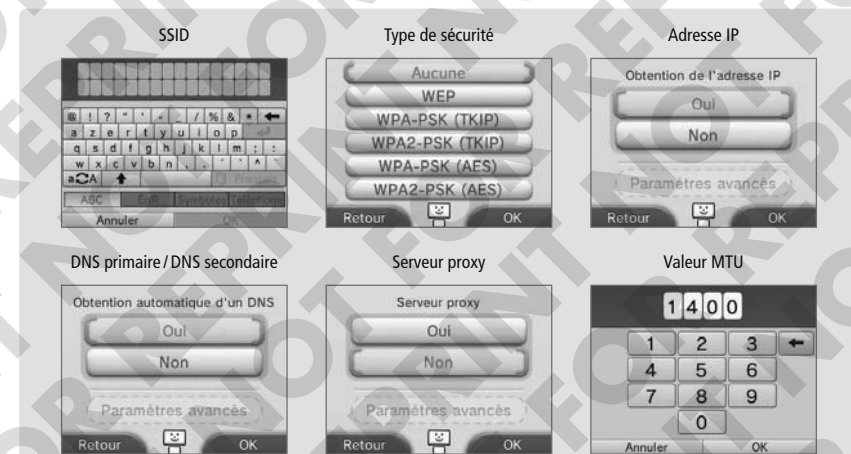 SSID
Type de sécurité
Adresse IP
@ ! ? " ' - _ / % & * ←
a z e r t y u i o p
q s d f g h j k l m ; :
w x c v b n , .
a A
Français
ABC Symboles Téléphone
Annuler OK
Aucune
WEP
WPA-PSK (TKIP)
WPA2-PSK (TKIP)
WPA-PSK (AES)
WPA2-PSK (AES)
Retour OK
Obtention de l'adresse IP
Oui
Non
Paramètres avancés
Retour OK
DNS primaire / DNS secondaire
Serveur proxy
Valeur MTU
Obtention automatique d'un DNS
Oui
Non
Paramètres avancés
Retour OK
Serveur proxy
Oui
Non
Paramètres avancés
Retour OK
1400
1 2 3 ←
4 5 6
7 8 9
0
Annuler OK